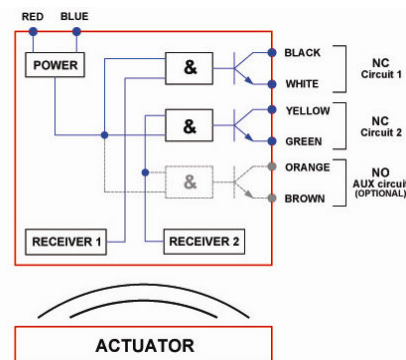 RED BLUE
POWER
&
BLACK
WHITE
NC
Circuit 1
&
YELLOW
GREEN
NC
Circuit 2
&
ORANGE
BROWN
NO
AUX circuit
(OPTIONAL)
RECEIVER 1
RECEIVER 2
ACTUATOR